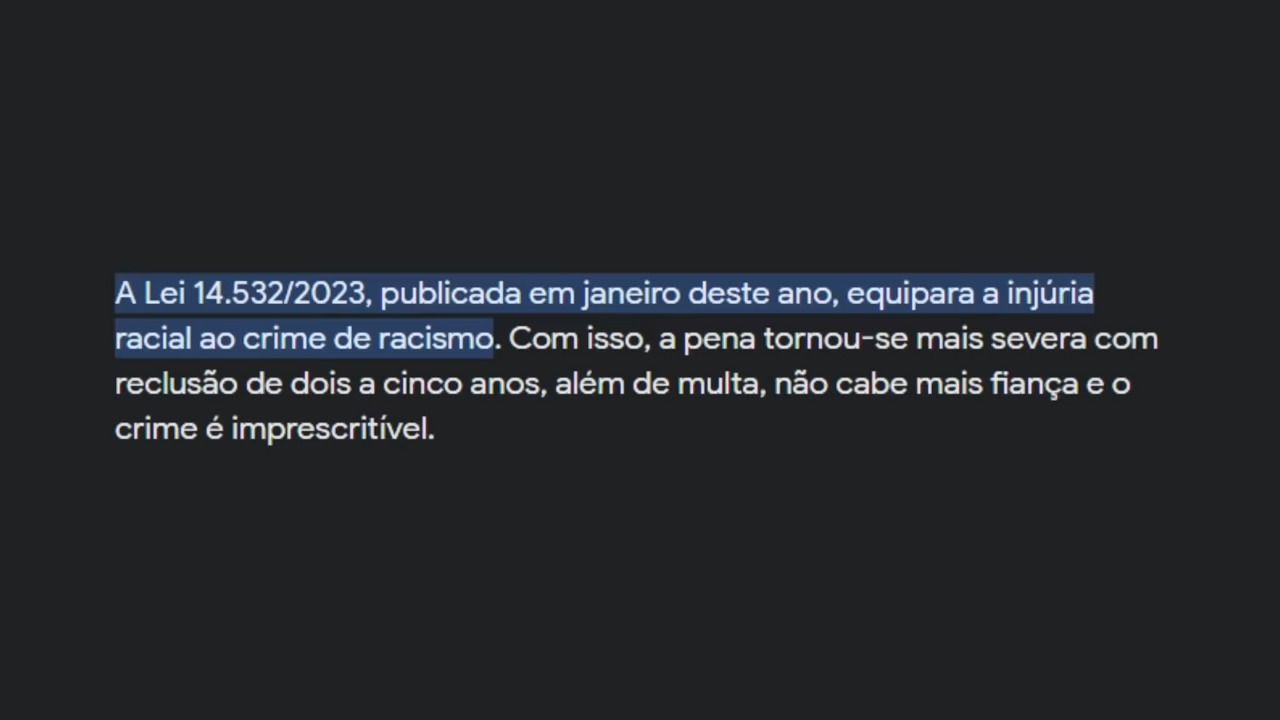 A Lei 14.532/2023, publicada em janeiro deste ano, equipara a injúria
racial ao crime de racismo. Com isso, a pena tornou-se mais severa com
reclusão de dois a cinco anos, além de multa, não cabe mais fiança e o
crime é imprescritível.